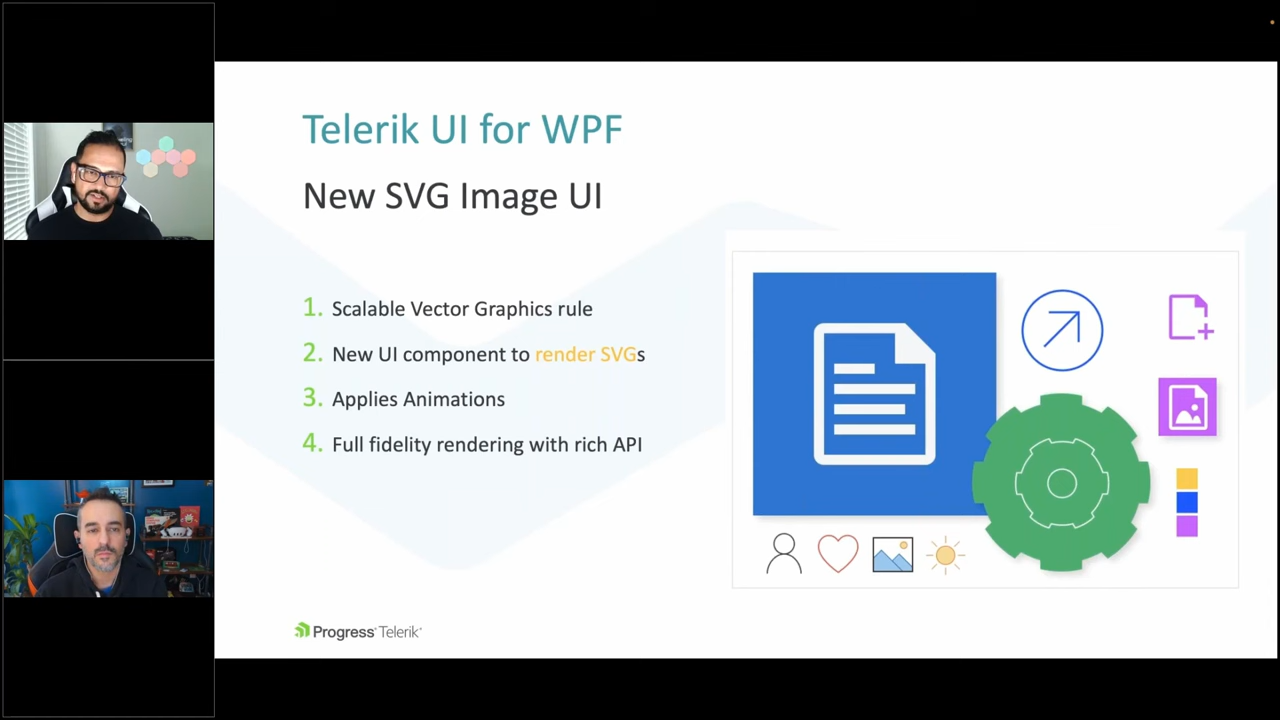 Telerik UI for WPF
New SVG Image UI
1. Scalable Vector Graphics rule
2. New UI component to render SVGs
3. Applies Animations
4. Full fidelity rendering with rich API
Progress® Telerik®